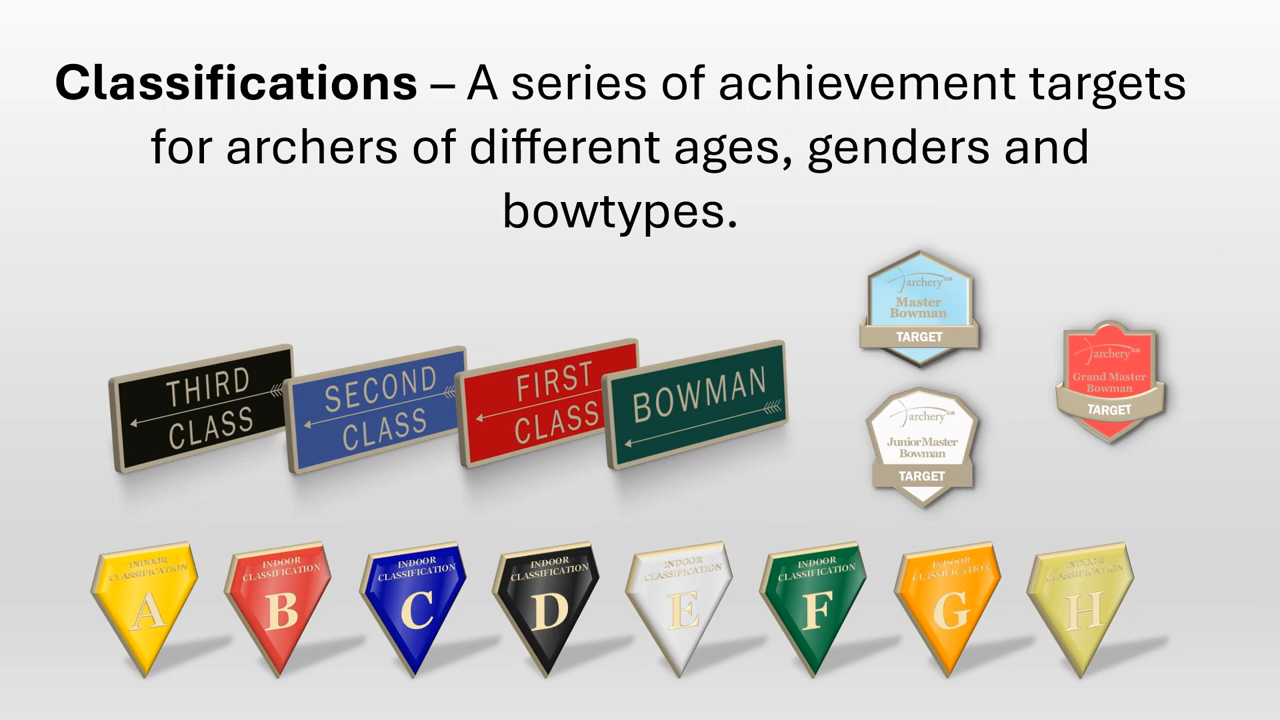 Classifications – A series of achievement targets
for archers of different ages, genders and
bowtypes.
THIRD
CLASS
SECOND
CLASS
FIRST
CLASS
BOWMAN
archery
Master
Bowman
TARGET
archery
Junior Master
Bowman
TARGET
archery
Grand Master
Bowman
TARGET
INDOOR
CLASSIFICATION
A
INDOOR
CLASSIFICATION
B
INDOOR
CLASSIFICATION
C
INDOOR
CLASSIFICATION
D
INDOOR
CLASSIFICATION
E
INDOOR
CLASSIFICATION
F
INDOOR
CLASSIFICATION
G
INDOOR
CLASSIFICATION
H